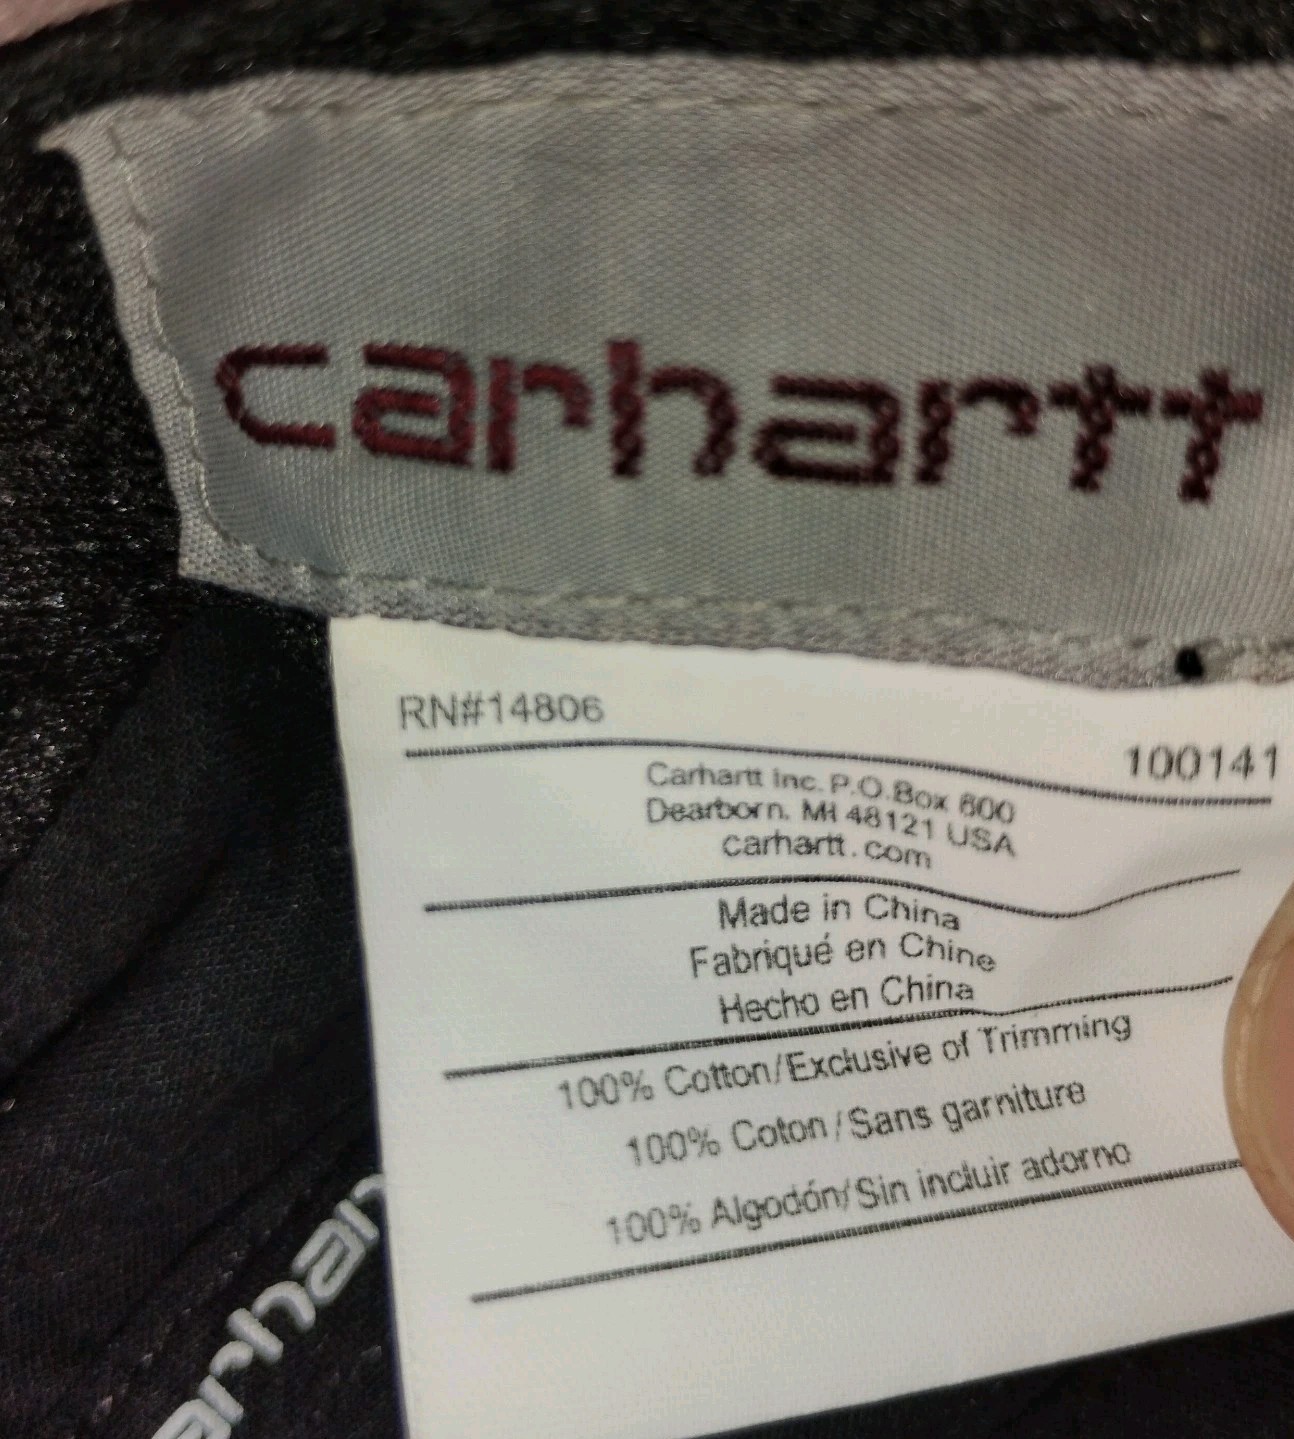 carhartt
RN#14806
100141
Carhartt Inc. P.O.Box 600
Dearborn, MI 48121 USA
carhartt.com
Made in China
Fabriqué en Chine
Hecho en China
100% Cotton/Exclusive of Trimming
100% Coton/Sans garniture
100% Algodón/Sin incluir adorno